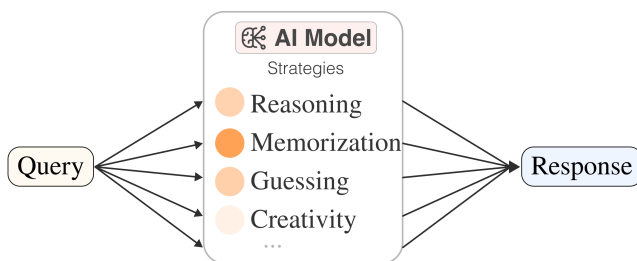 AI Model
Strategies
Reasoning
Memorization
Query
Guessing
Response
Creativity
...